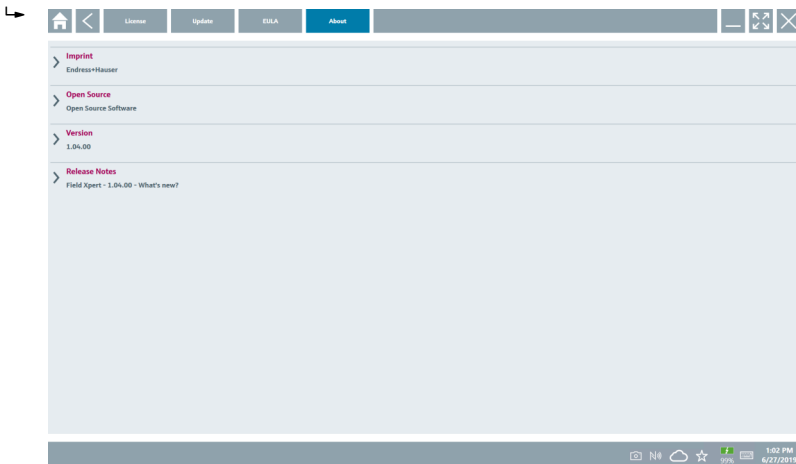 License Update EULA About
Imprint
Endress+Hauser
Open Source
Open Source Software
Version
1.04.00
Release Notes
Field Xpert - 1.04.00 - What's new?
99%
1:02 PM
6/27/2019